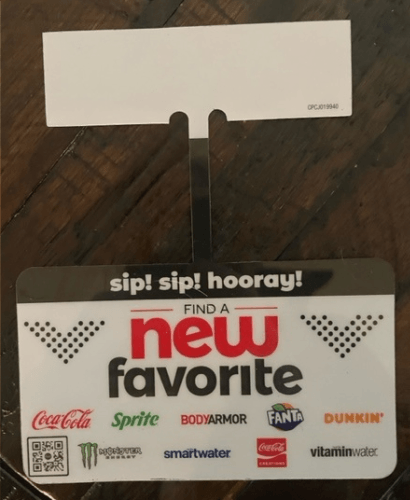 sip! sip! hooray!
FIND A
new
favorite
Coca-Cola Sprite BODYARMOR FANTA DUNKIN'
MONSTER ENERGY smartwater Coca-Cola CREATIONS vitaminwater